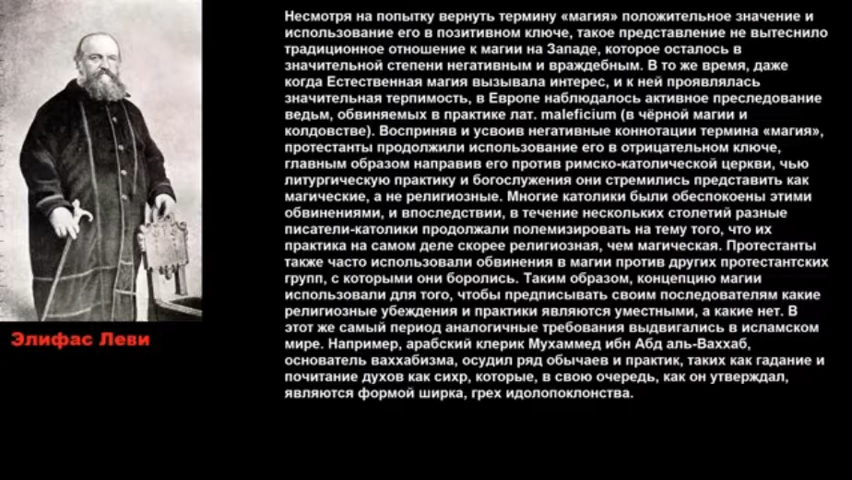 Несмотря на попытку вернуть термину «магия» положительное значение и
использование его в позитивном ключе, такое представление не вытеснило
традиционное отношение к магии на Западе, которое осталось в
значительной степени негативным и враждебным. В то же время, даже
когда Естественная магия вызывала интерес, и к ней проявлялась
значительная терпимость, в Европе наблюдалось активное преследование
ведьм, обвиняемых в практике лат. maleficium (в чёрной магии и
колдовстве). Восприняв и усвоив негативные коннотации термина «магия»,
протестанты продолжили использование его в отрицательном ключе,
главным образом направив его против римско-католической церкви, чью
литургическую практику и богослужения они стремились представить как
магические, а не религиозные. Многие католики были обеспокоены этими
обвинениями, и впоследствии, в течение нескольких столетий разные
писатели-католики продолжали полемизировать на тему того, что их
практика на самом деле скорее религиозная, чем магическая. Протестанты
также часто использовали обвинения в магии против других протестантских
групп, с которыми они боролись. Таким образом, концепцию магии
использовали для того, чтобы предписывать своим последователям какие
религиозные убеждения и практики являются уместными, а какие нет. В
этот же самый период аналогичные требования выдвигались в исламском
мире. Например, арабский клерик Мухаммед ибн Абд аль-Ваххаб,
основатель ваххабизма, осудил ряд обычаев и практик, таких как гадание и
почитание духов как сихр, которые, в свою очередь, как он утверждал,
являются формой ширка, грех идолопоклонства.
Элифас Леви